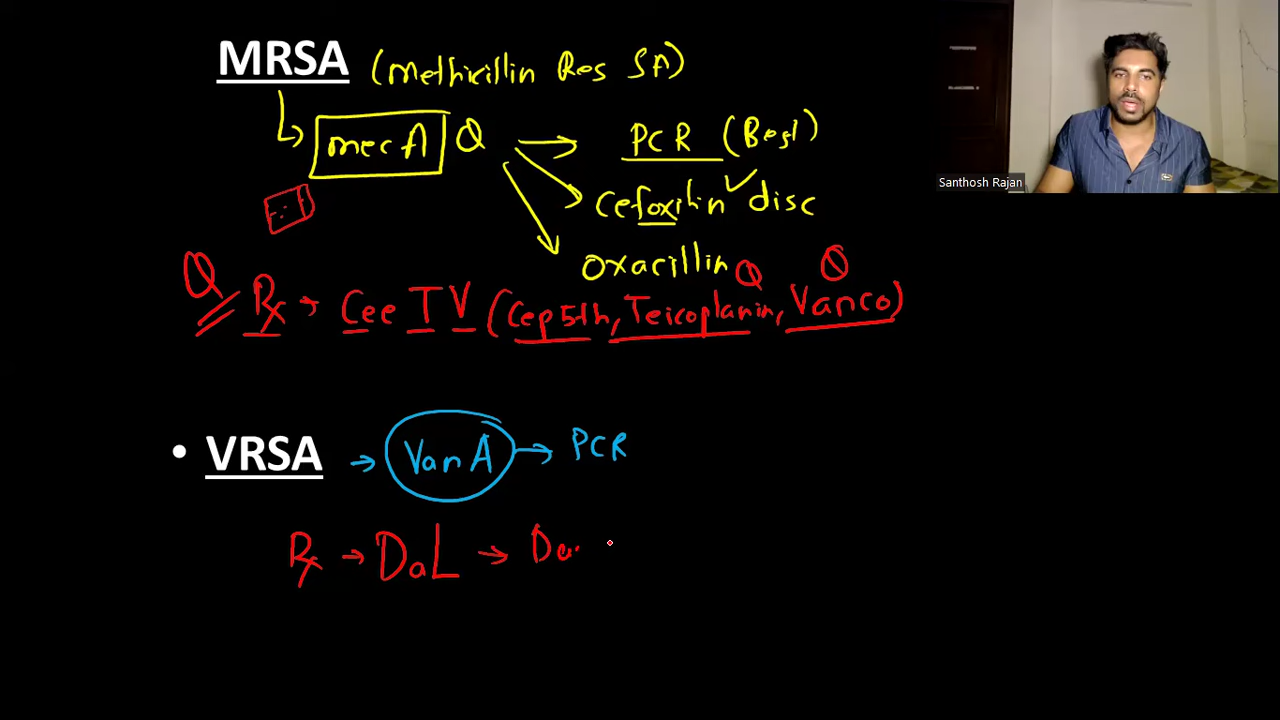 MRSA (Methicillin Res SA)
mecA Q → PCR (Best)
cefoxitin ✓ disc
oxacillin
Q Rx → Cee T V (Cep 5th, Teicoplanin, Vanco)
Q Q
Santhosh Rajan
• VRSA → VanA → PCR
Rx → DaL → Da